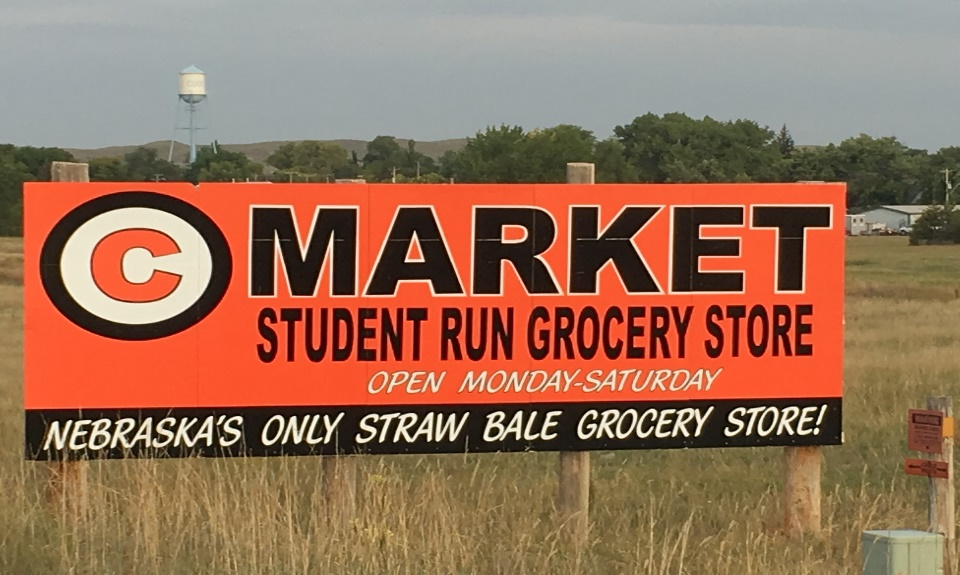 C MARKET
STUDENT RUN GROCERY STORE
OPEN MONDAY-SATURDAY
NEBRASKA'S ONLY STRAW BALE GROCERY STORE!